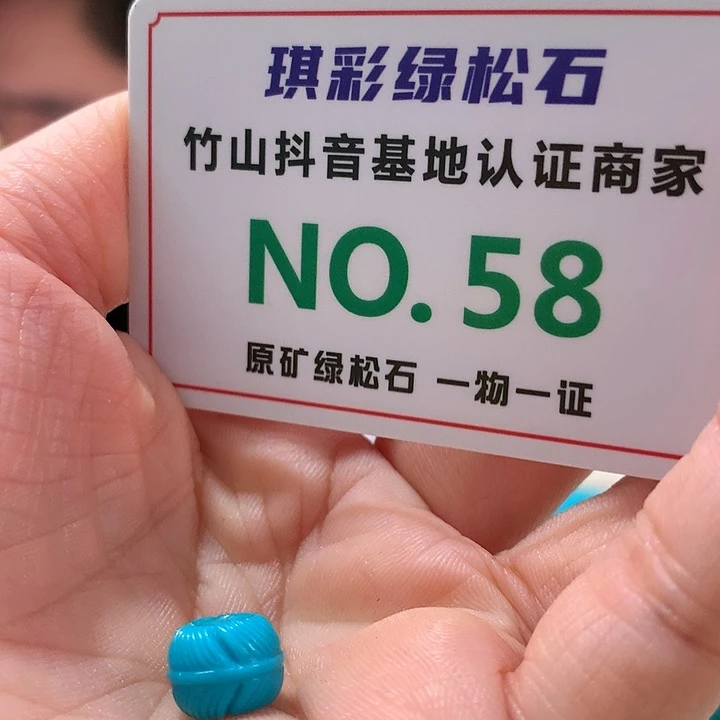 琪彩绿松石
竹山抖音基地认证商家
NO. 58
原矿绿松石 一物一证